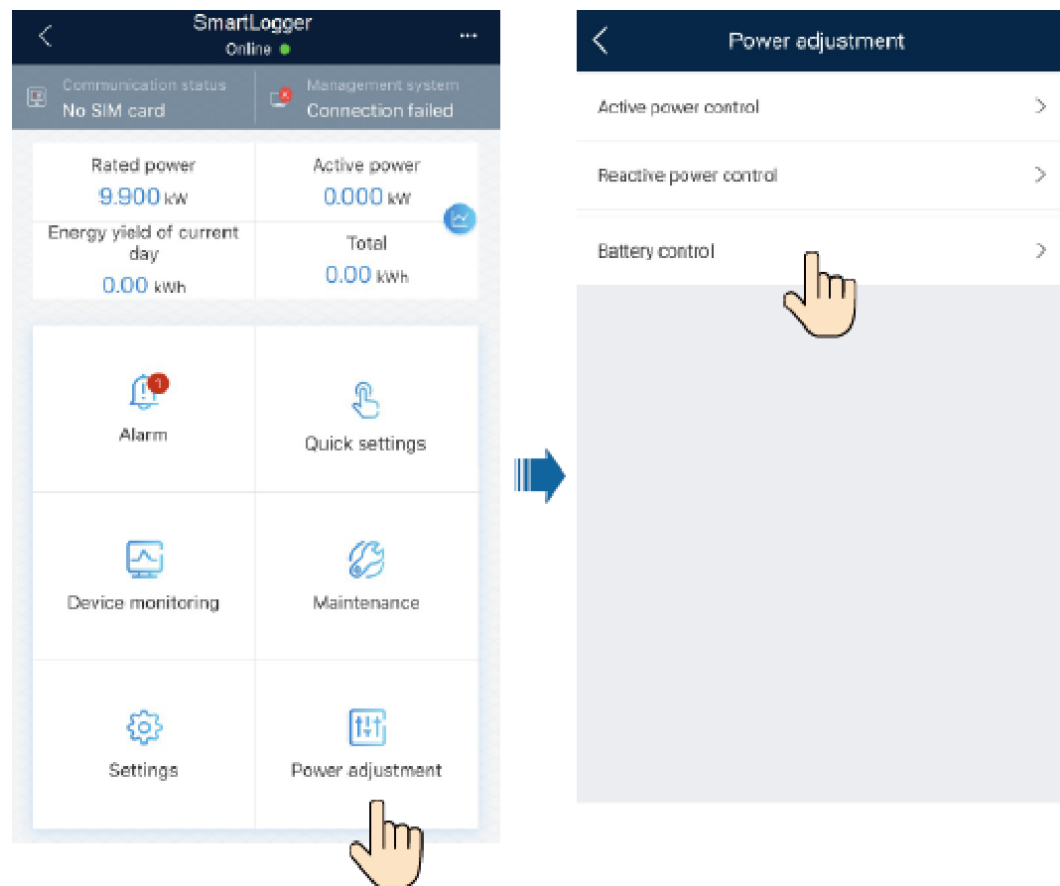 SmartLogger
Online
...
Communication status
No SIM card
Management system
Connection failed
Rated power
9.900 kW
Active power
0.000 kW
Energy yield of current
day
0.00 kWh
Total
0.00 kWh
1
Alarm
Quick settings
Device monitoring
Maintenance
Settings
Power adjustment
Power adjustment
Active power control
Reactive power control
Battery control